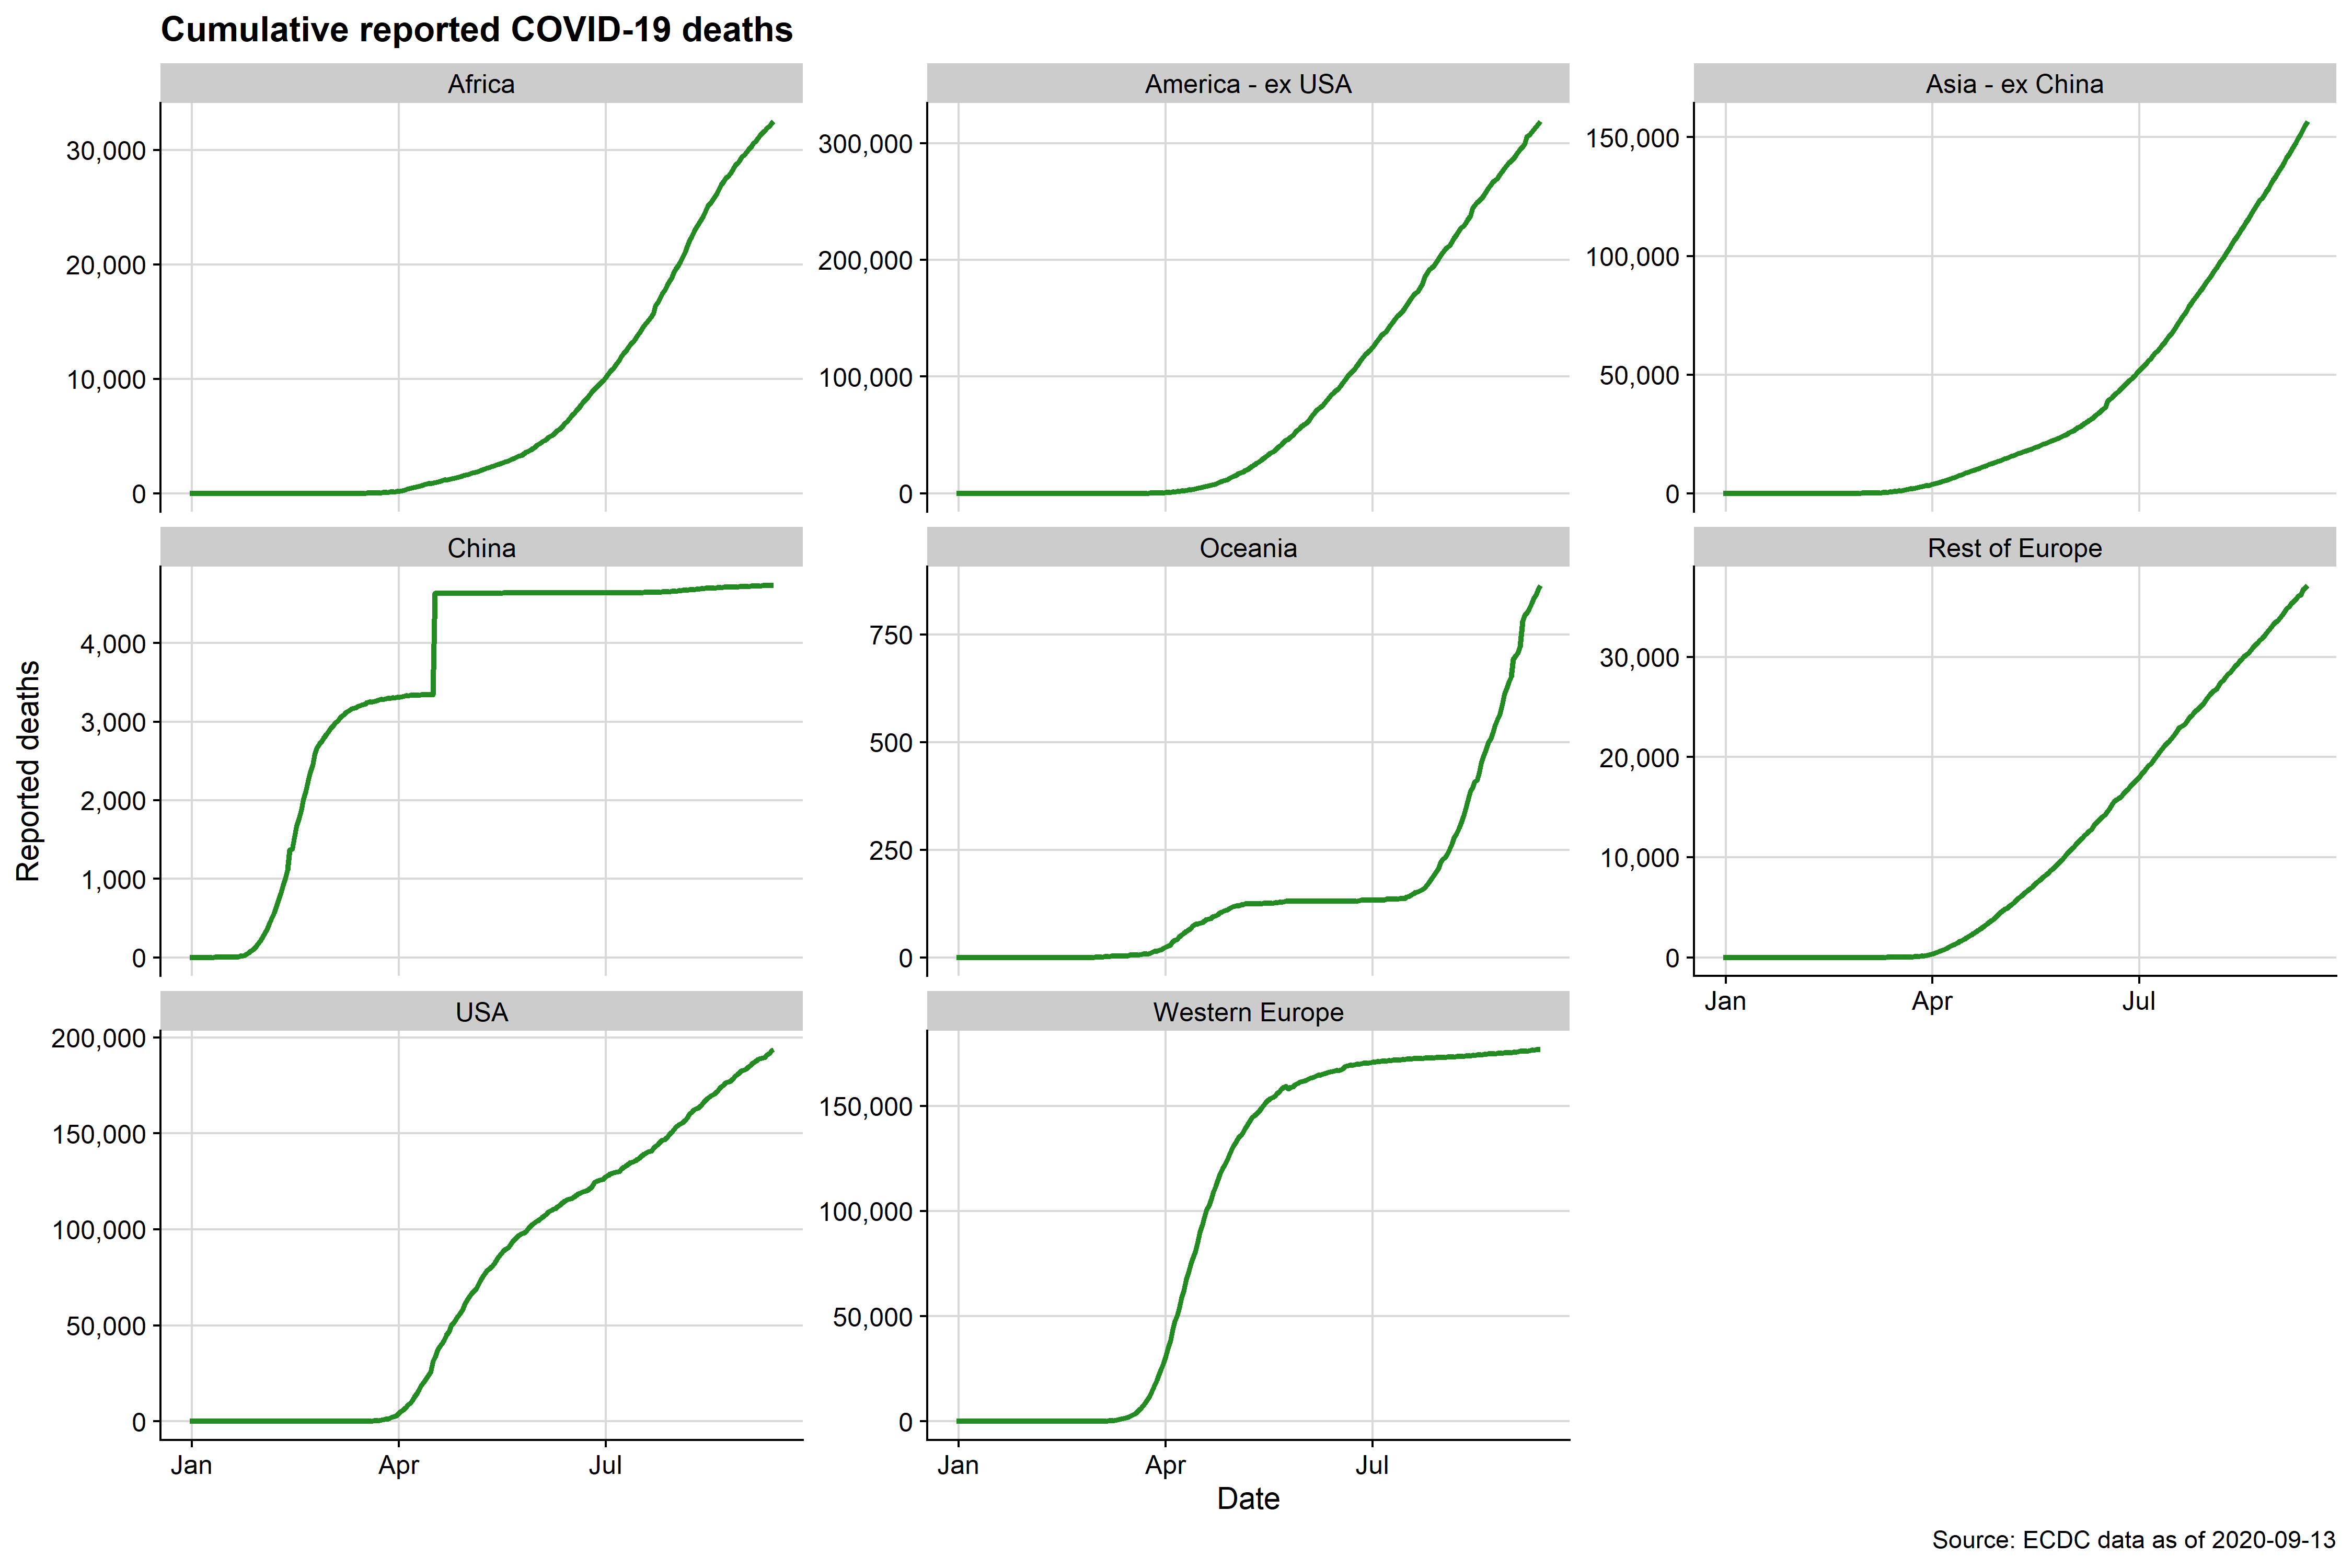 Cumulative reported COVID-19 deaths
Africa
30,000
20,000
10,000
0
America - ex USA
300,000
200,000
100,000
0
Asia - ex China
150,000
100,000
50,000
0
Reported deaths
China
4,000
3,000
2,000
1,000
0
Oceania
750
500
250
0
Rest of Europe
30,000
20,000
10,000
0
Jan Apr Jul
USA
200,000
150,000
100,000
50,000
0
Jan Apr Jul
Western Europe
150,000
100,000
50,000
0
Jan Apr Jul
Date
Source: ECDC data as of 2020-09-13